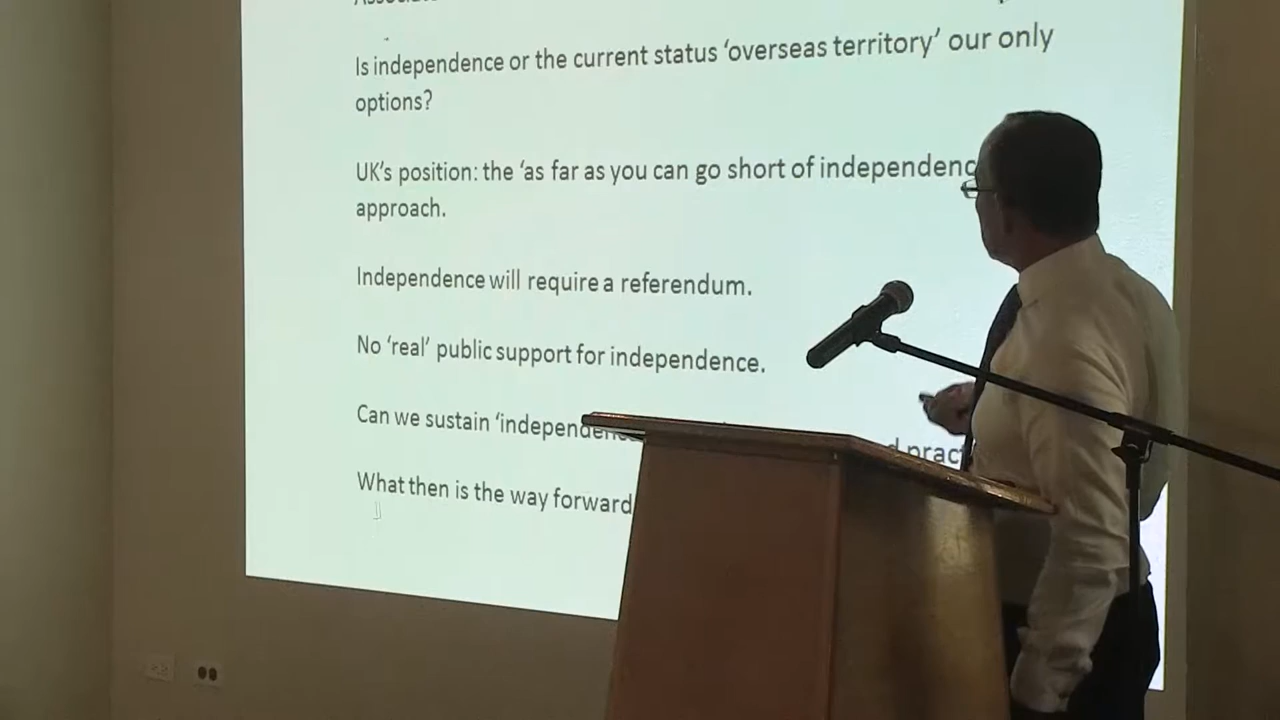 Is independence or the current status ‘overseas territory’ our only
options?
UK’s position: the ‘as far as you can go short of independenc
approach.
Independence will require a referendum.
No ‘real’ public support for independence.
Can we sustain ‘independenc
What then is the way forward